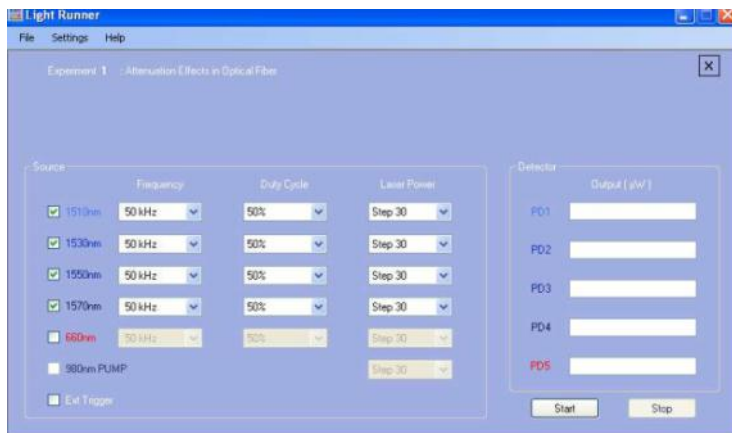 Light Runner
File Settings Help
Experiment 1 : Attenuation Effects in Optical Fiber
Source
Frequency Duty Cycle Laser Power
1510nm 50 kHz 50% Step 30
1530nm 50 kHz 50% Step 30
1550nm 50 kHz 50% Step 30
1570nm 50 kHz 50% Step 30
660nm 50 kHz 50% Step 30
980nm PUMP Step 30
Ext Trigger
Detector
Output ( µW )
PD1
PD2
PD3
PD4
PD5
Start Stop